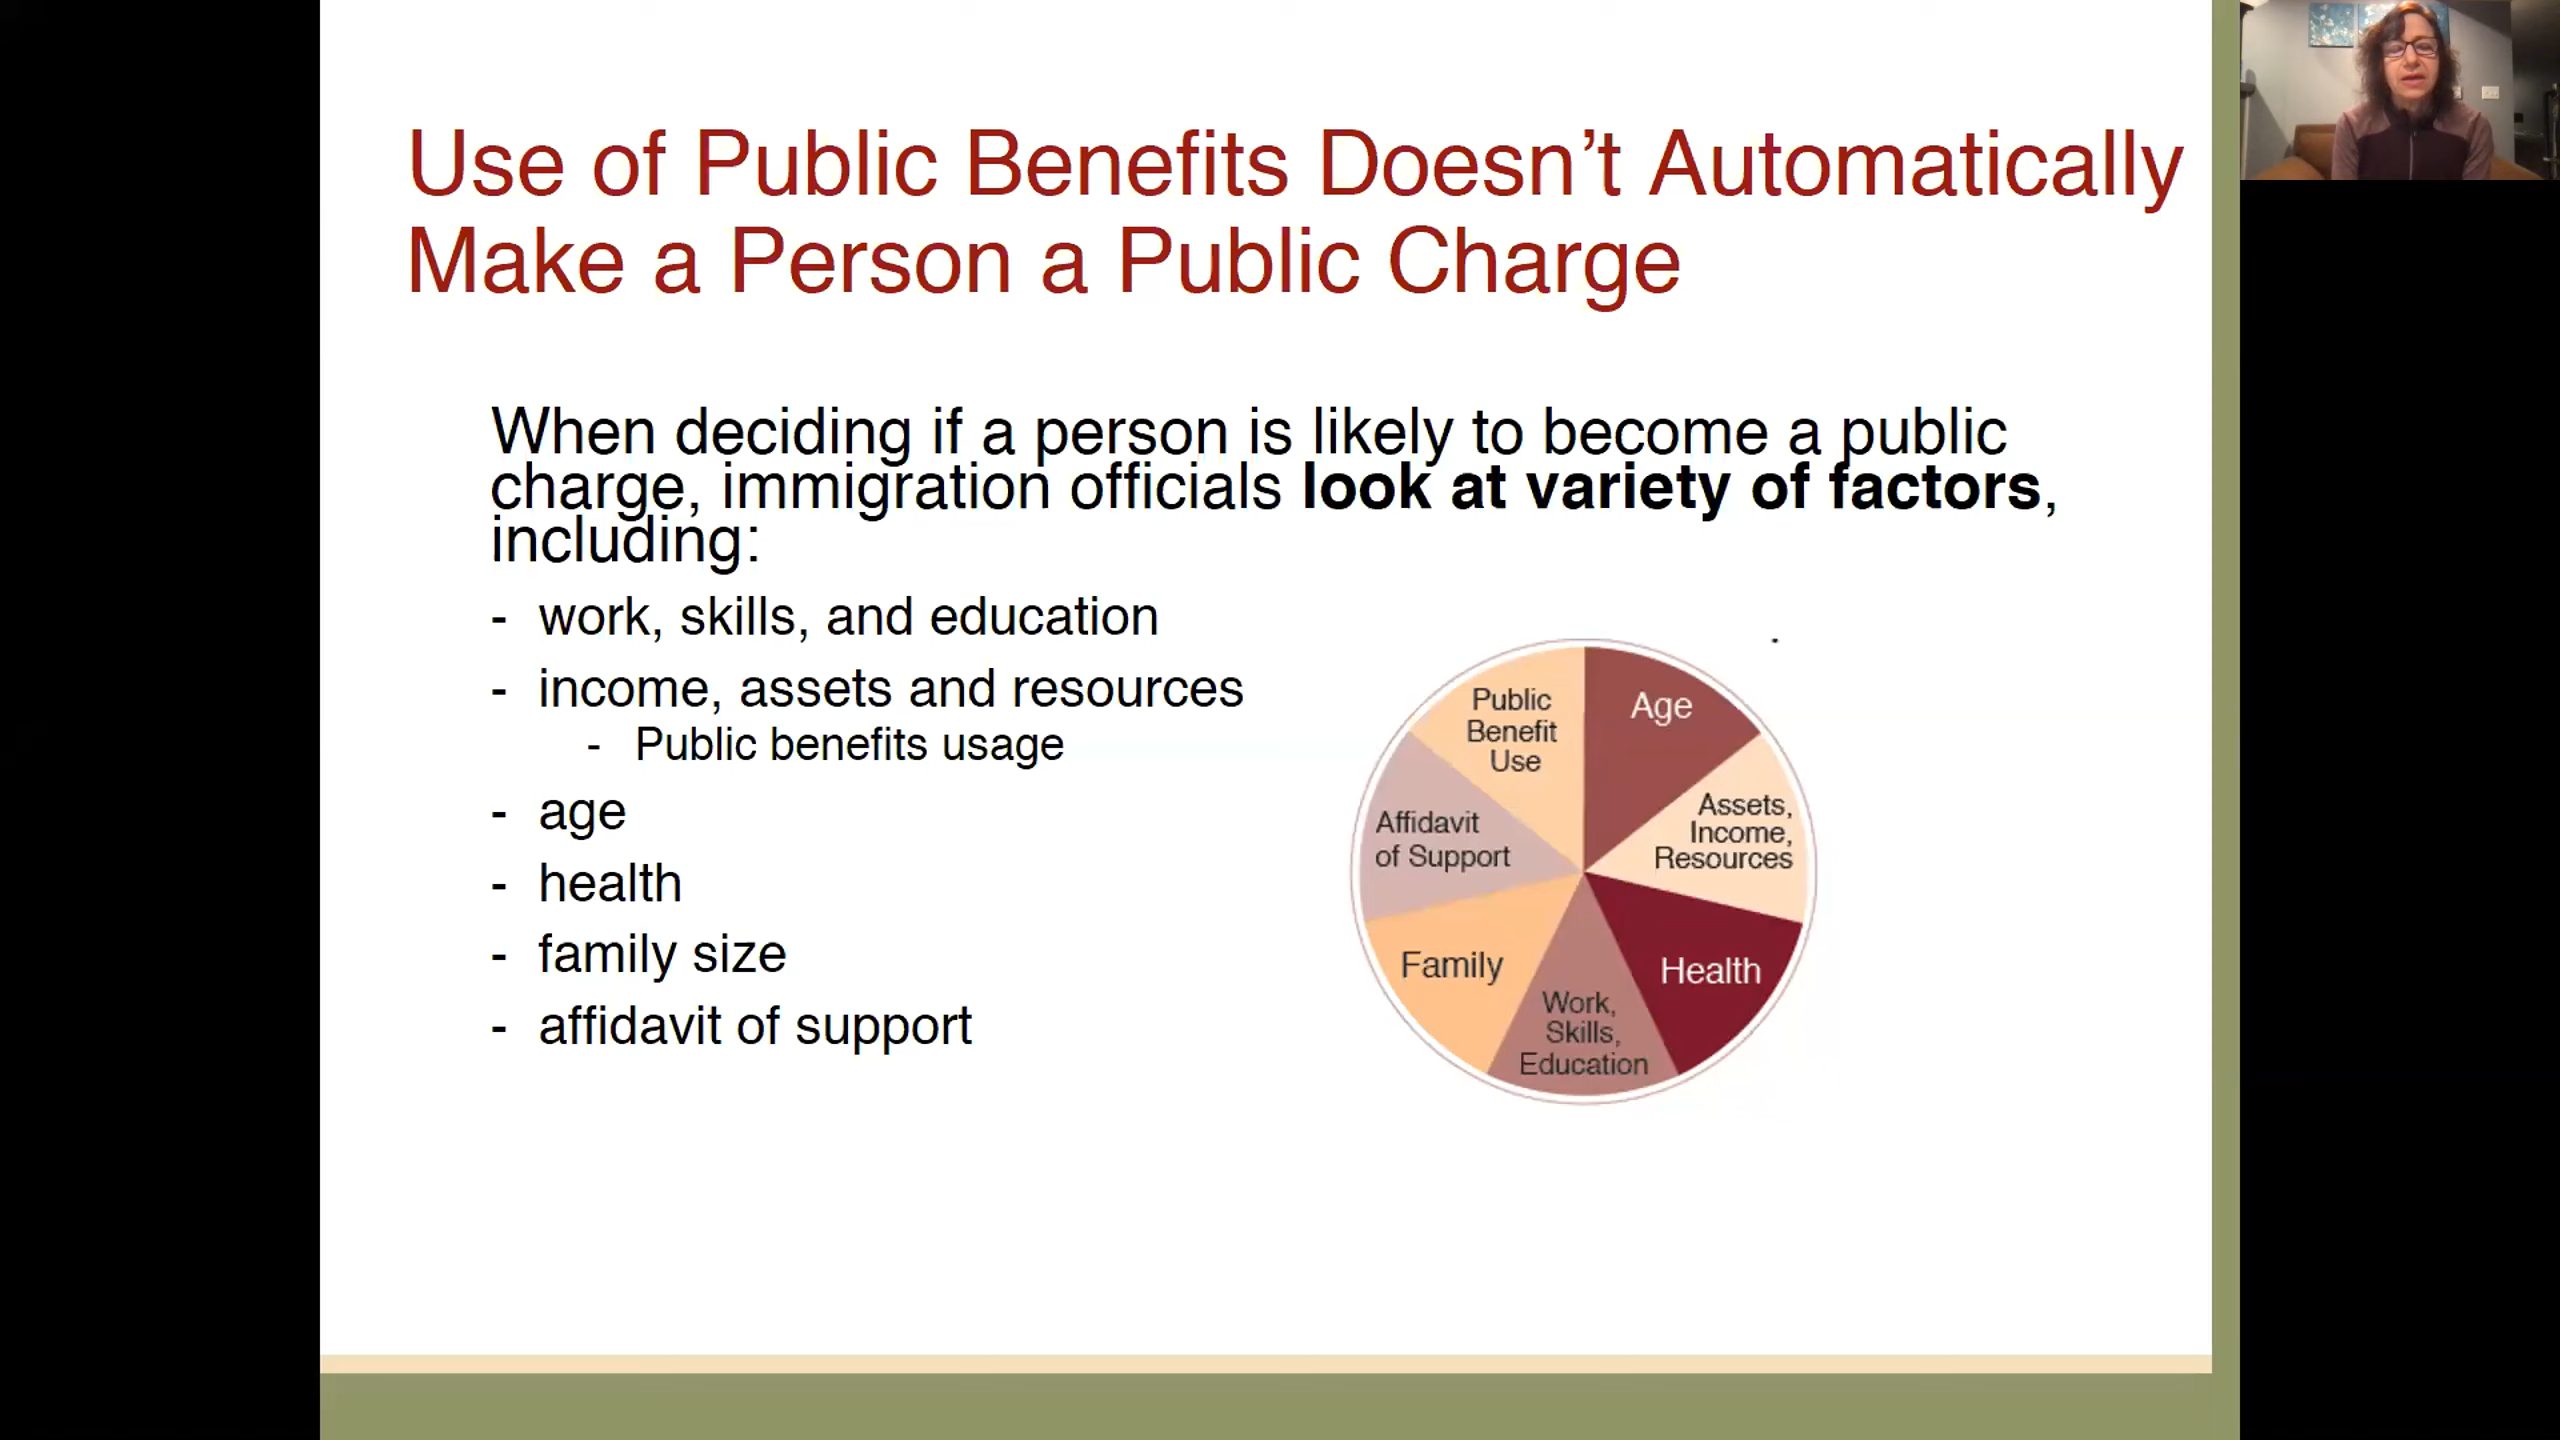 Use of Public Benefits Doesn’t Automatically
Make a Person a Public Charge
When deciding if a person is likely to become a public
charge, immigration officials look at variety of factors,
including:
- work, skills, and education
- income, assets and resources
- Public benefits usage
- age
- health
- family size
- affidavit of support
Public
Benefit
Use
Age
Assets,
Income,
Resources
Health
Work,
Skills,
Education
Family
Affidavit
of Support